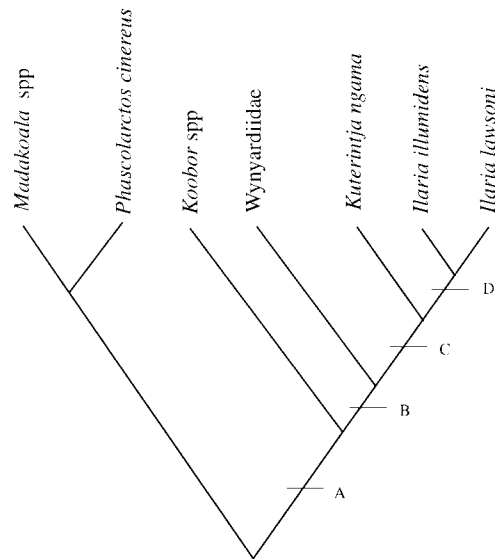 Madakoala spp
Phascolarctos cinereus
Koobor spp
Wynyardiidae
Kuterintja ngama
Ilaria illumidens
Ilaria lawsoni
D
C
B
A